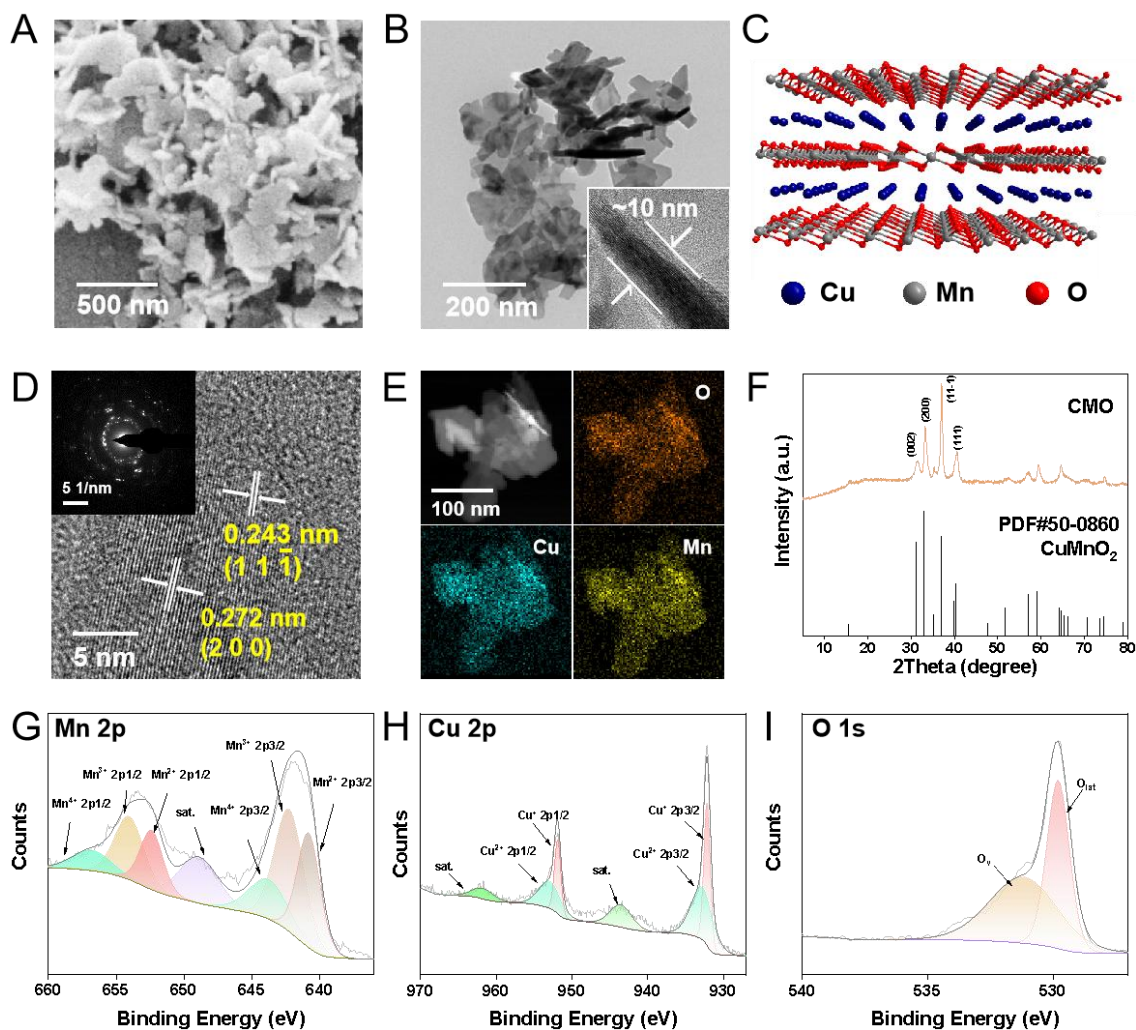 A
500 nm
B
~10 nm
200 nm
C
Cu Mn O
D
5 1/nm
0.243 nm
(1 1 1̅)
0.272 nm
(2 0 0)
5 nm
E
O
100 nm
Cu
Mn
F
Intensity (a.u.)
(002)
(200)
(11-1)
(111)
CMO
PDF#50-0860
CuMnO₂
10 20 30 40 50 60 70 80
2Theta (degree)
G
Mn 2p
Counts
Mn⁴⁺ 2p1/2
Mn³⁺ 2p1/2
Mn²⁺ 2p1/2
sat.
Mn⁴⁺ 2p3/2
Mn³⁺ 2p3/2
Mn²⁺ 2p3/2
660 655 650 645 640
Binding Energy (eV)
H
Cu 2p
Counts
sat.
Cu²⁺ 2p1/2
Cu⁺ 2p1/2
sat.
Cu⁺ 2p3/2
Cu²⁺ 2p3/2
970 960 950 940 930
Binding Energy (eV)
I
O 1s
Counts
Oᵥ
Olat
540 535 530
Binding Energy (eV)